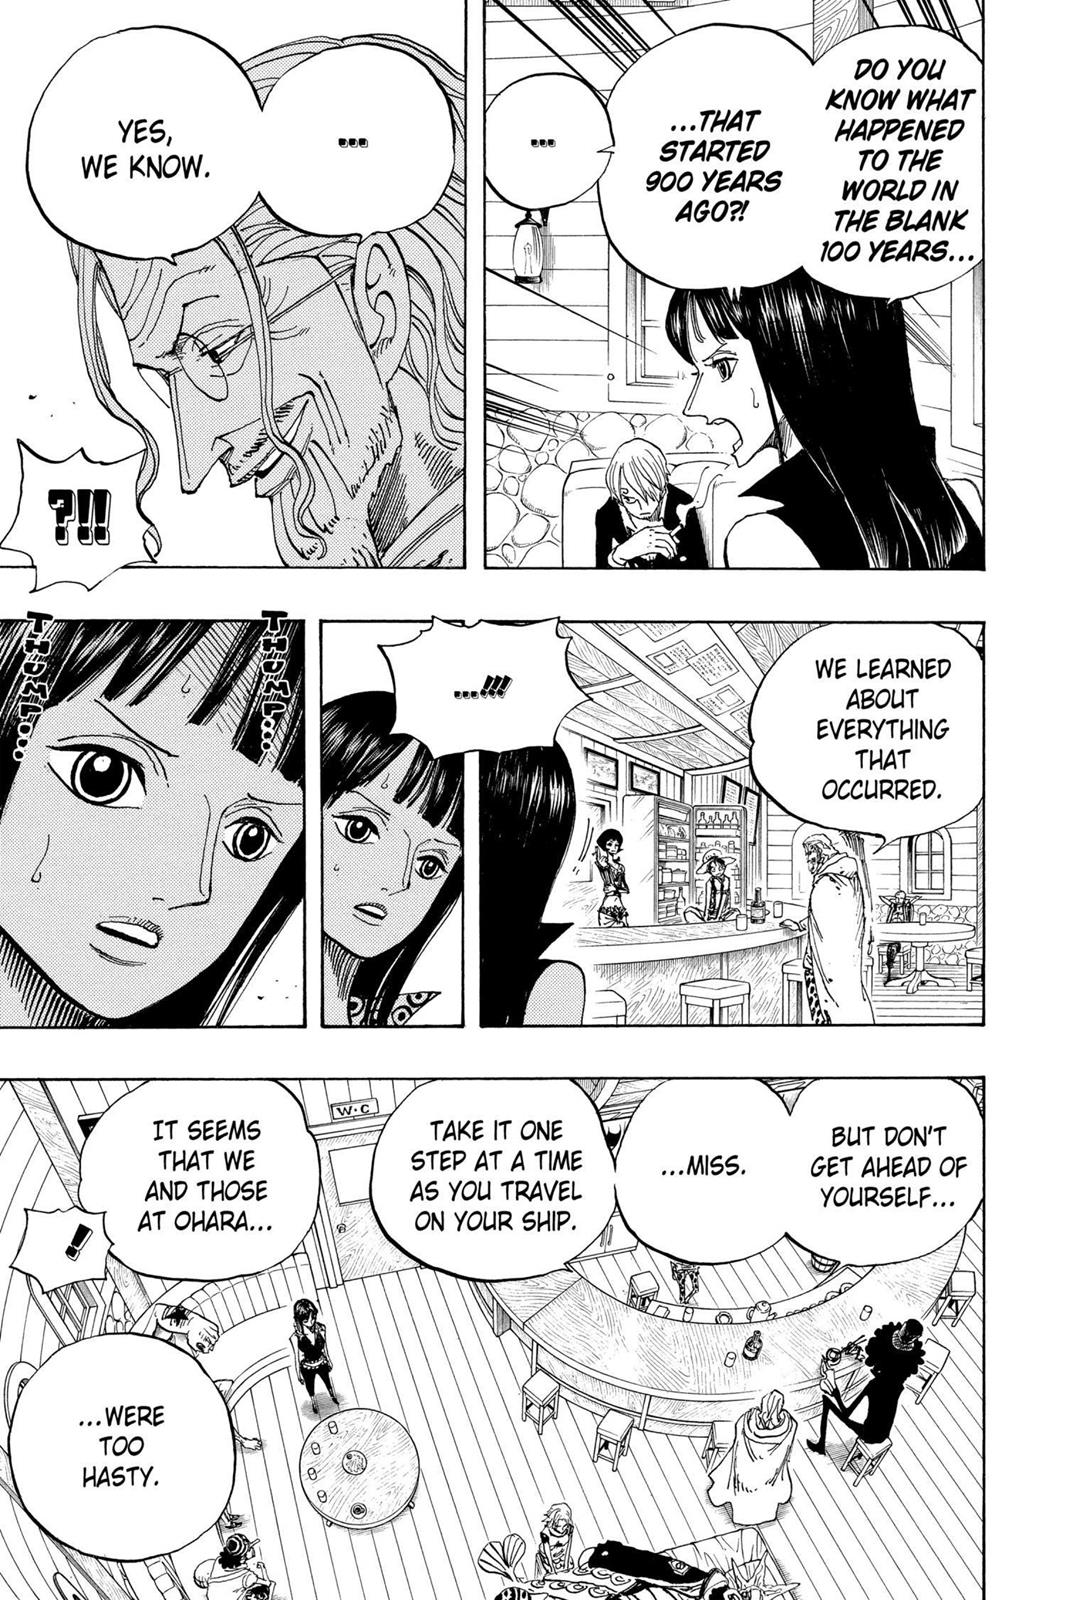 DO YOU
KNOW WHAT
HAPPENED
TO THE
WORLD IN
THE BLANK
100 YEARS...
...THAT
STARTED
900 YEARS
AGO?!
...
...
YES,
WE KNOW.
?!!
WE LEARNED
ABOUT
EVERYTHING
THAT
OCCURRED.
...!!!
THUMP...
THUMP...
BUT DON'T
GET AHEAD OF
YOURSELF...
...MISS.
TAKE IT ONE
STEP AT A TIME
AS YOU TRAVEL
ON YOUR SHIP.
W·C
IT SEEMS
THAT WE
AND THOSE
AT OHARA...
!
...WERE
TOO
HASTY.